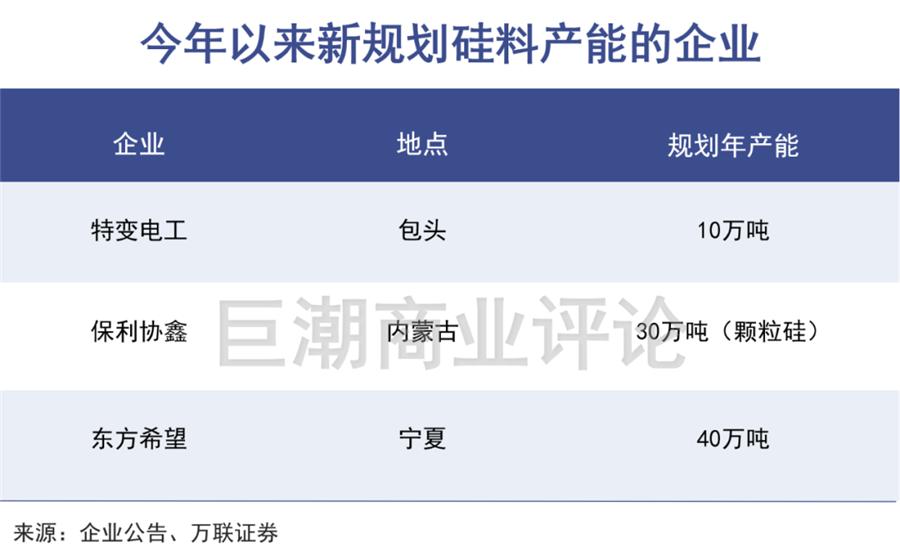 今年以来新规划硅料产能的企业
企业 地点 规划年产能
特变电工 包头 10万吨
巨潮商业评论
保利协鑫 内蒙古 30万吨（颗粒硅）
东方希望 宁夏 40万吨
来源：企业公告、万联证券